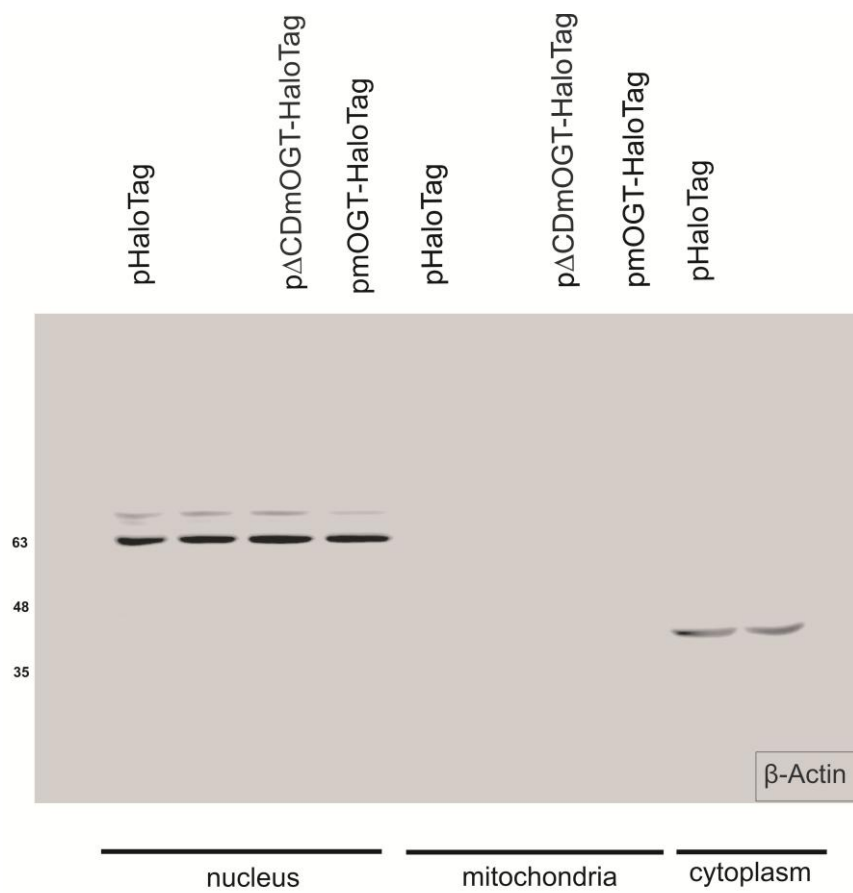 pHaloTag
pΔCDmOGT-HaloTag
pmOGT-HaloTag
pHaloTag
pΔCDmOGT-HaloTag
pmOGT-HaloTag
pHaloTag
63
48
35
β-Actin
nucleus
mitochondria
cytoplasm